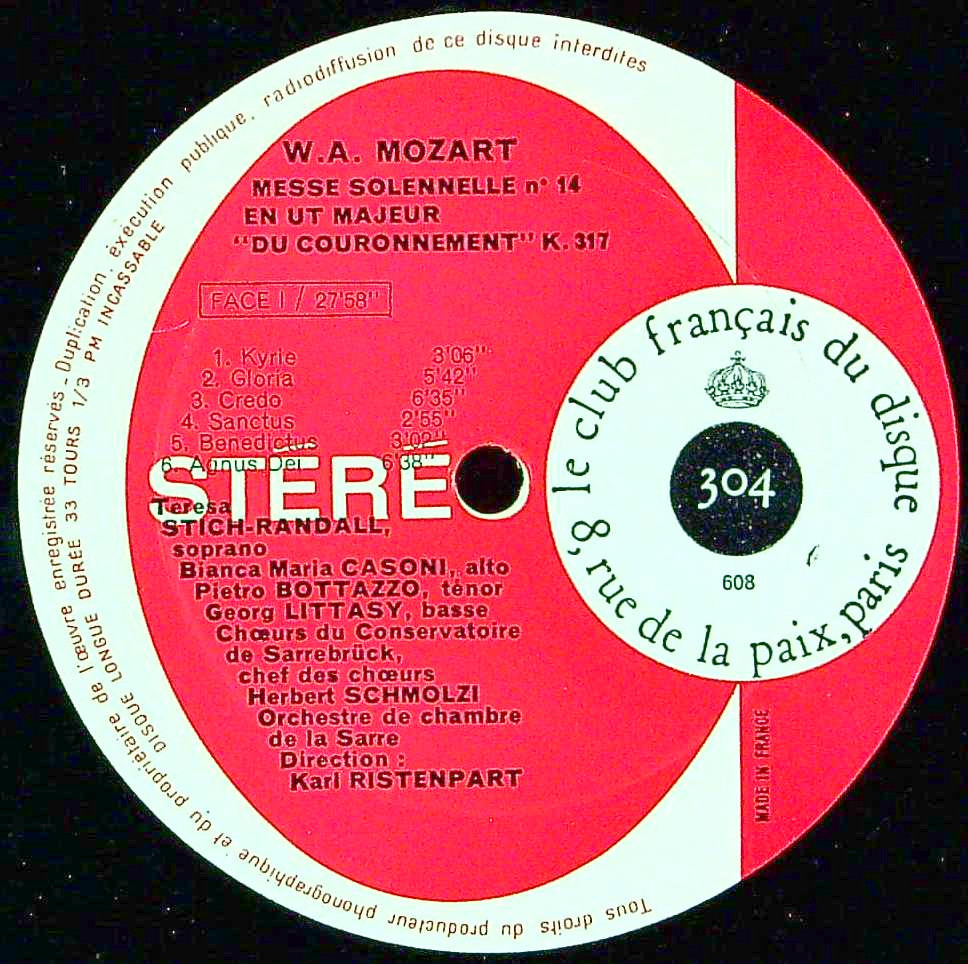 W.A. MOZART
MESSE SOLENNELLE n° 14
EN UT MAJEUR
"DU COURONNEMENT" K. 317
FACE I / 27'58"
1. Kyrie 3'06"
2. Gloria 5'42"
3. Credo 6'35"
4. Sanctus 2'55"
5. Benedictus 3'02"
6. Agnus Dei 6'38"
STÉRÉO
Teresa
STICH-RANDALL,
soprano
Bianca Maria CASONI, alto
Pietro BOTTAZZO, ténor
Georg LITTASY, basse
Chœurs du Conservatoire
de Sarrebrück,
chef des chœurs
Herbert SCHMOLZI
Orchestre de chambre
de la Sarre
Direction :
Karl RISTENPART
le club français du disque
304
608
8, rue de la paix, paris
MADE IN FRANCE
Tous droits du producteur phonographique et du propriétaire de l'œuvre enregistrée réservés - Duplication, éxécution publique, radiodiffusion de ce disque interdites
DISQUE LONGUE DURÉE 33 TOURS 1/3 PM INCASSABLE